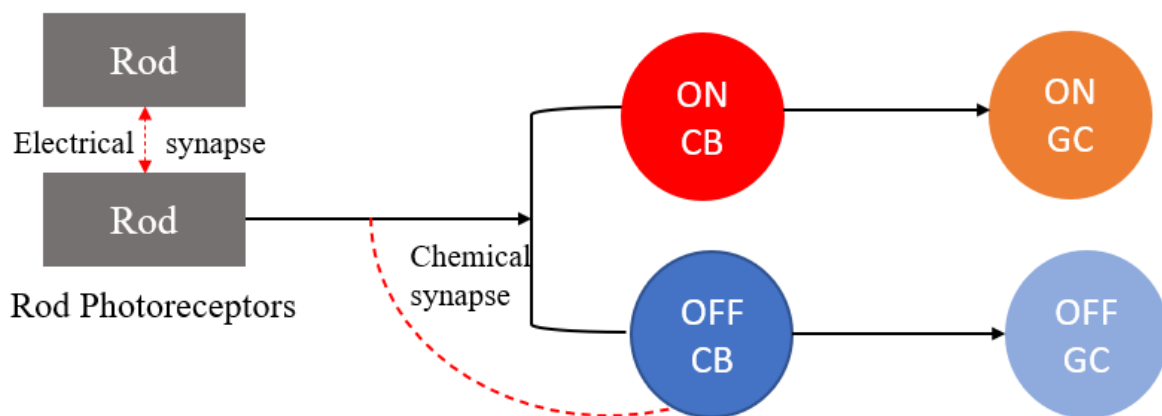 Rod
Electrical synapse
Rod
Rod Photoreceptors
Chemical
synapse
ON
CB
ON
GC
OFF
CB
OFF
GC